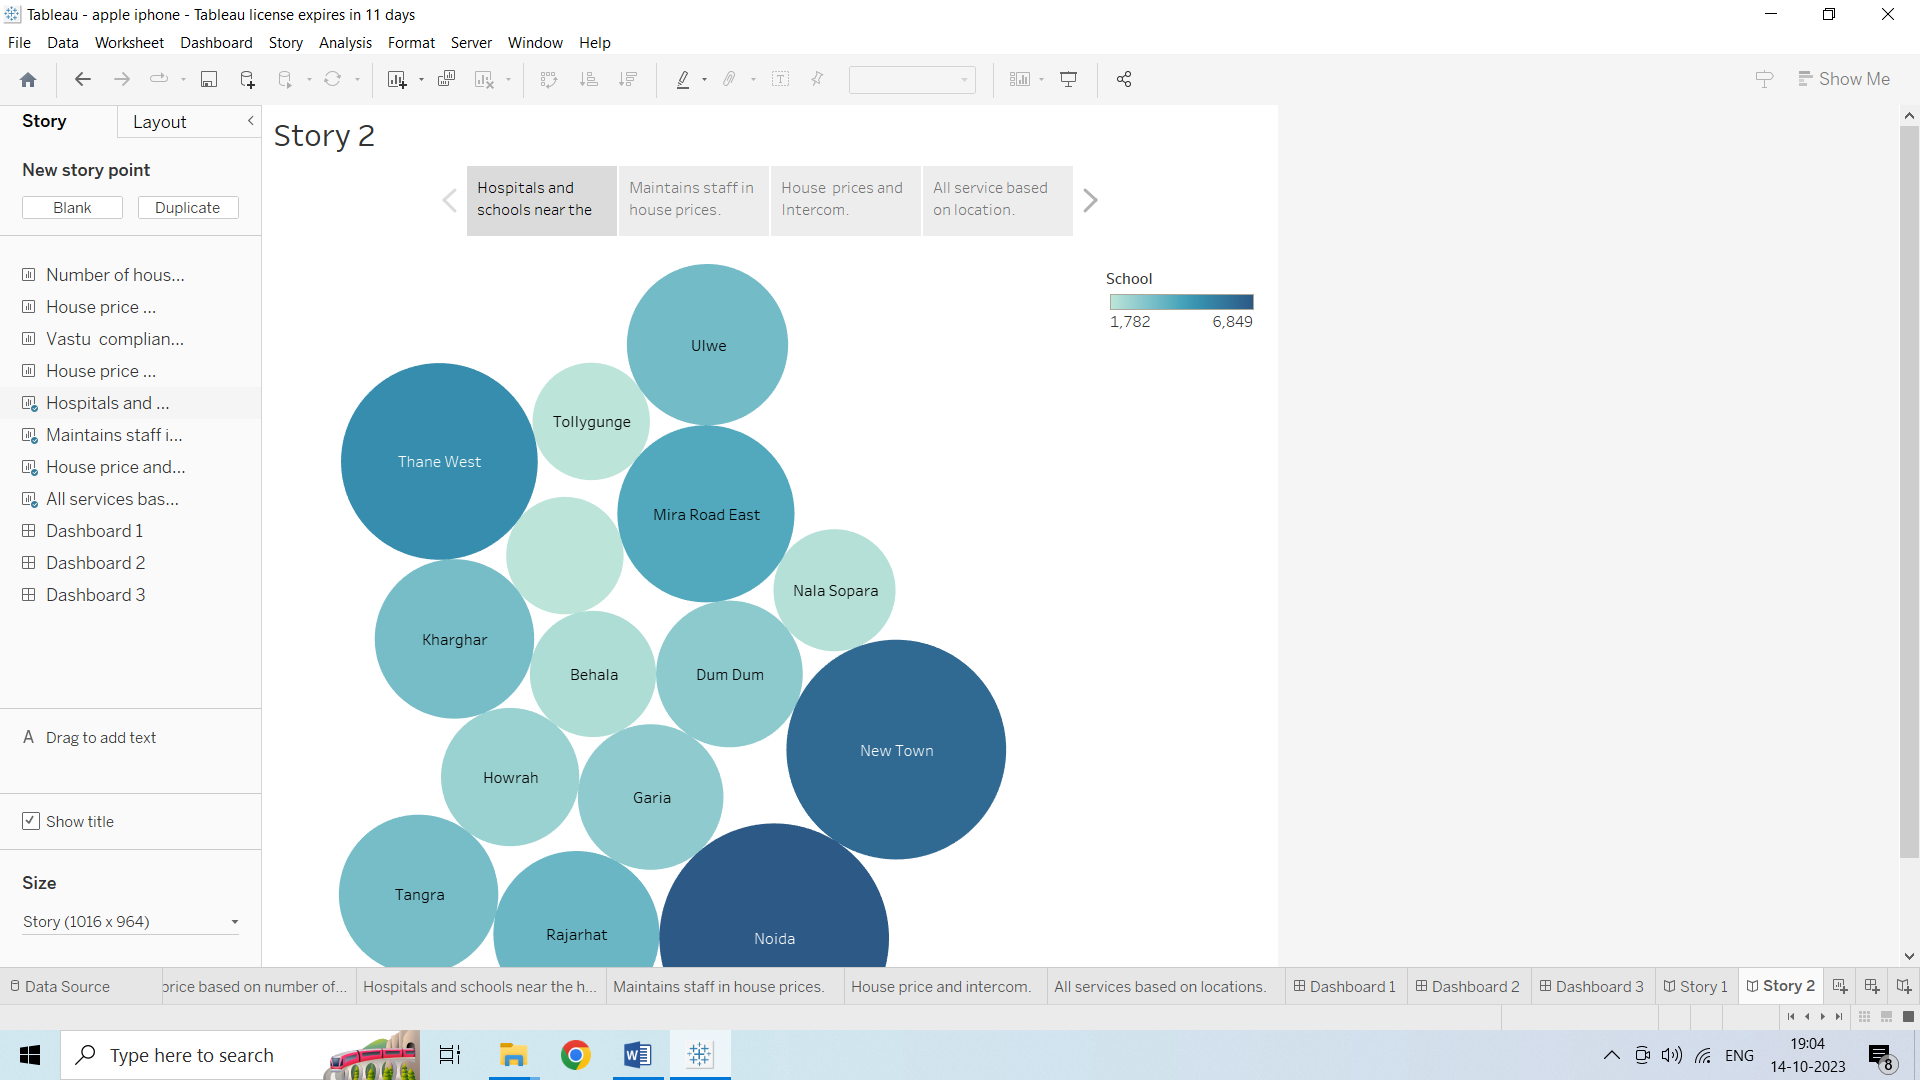 Tableau - apple iphone - Tableau license expires in 11 days
File Data Worksheet Dashboard Story Analysis Format Server Window Help
Show Me
Story Layout
New story point
Blank Duplicate
Number of hous...
House price ...
Vastu complian...
House price ...
Hospitals and ...
Maintains staff i...
House price and...
All services bas...
Dashboard 1
Dashboard 2
Dashboard 3
A Drag to add text
Show title
Size
Story (1016 x 964)
Story 2
Hospitals and
schools near the
Maintains staff in
house prices.
House prices and
Intercom.
All service based
on location.
School
1,782 6,849
Ulwe
Tollygunge
Thane West
Mira Road East
Nala Sopara
Kharghar
Behala
Dum Dum
New Town
Howrah
Garia
Tangra
Rajarhat
Noida
Data Source price based on number of... Hospitals and schools near the h... Maintains staff in house prices. House price and intercom. All services based on locations. Dashboard 1 Dashboard 2 Dashboard 3 Story 1 Story 2
Type here to search
ENG
19:04
14-10-2023
8